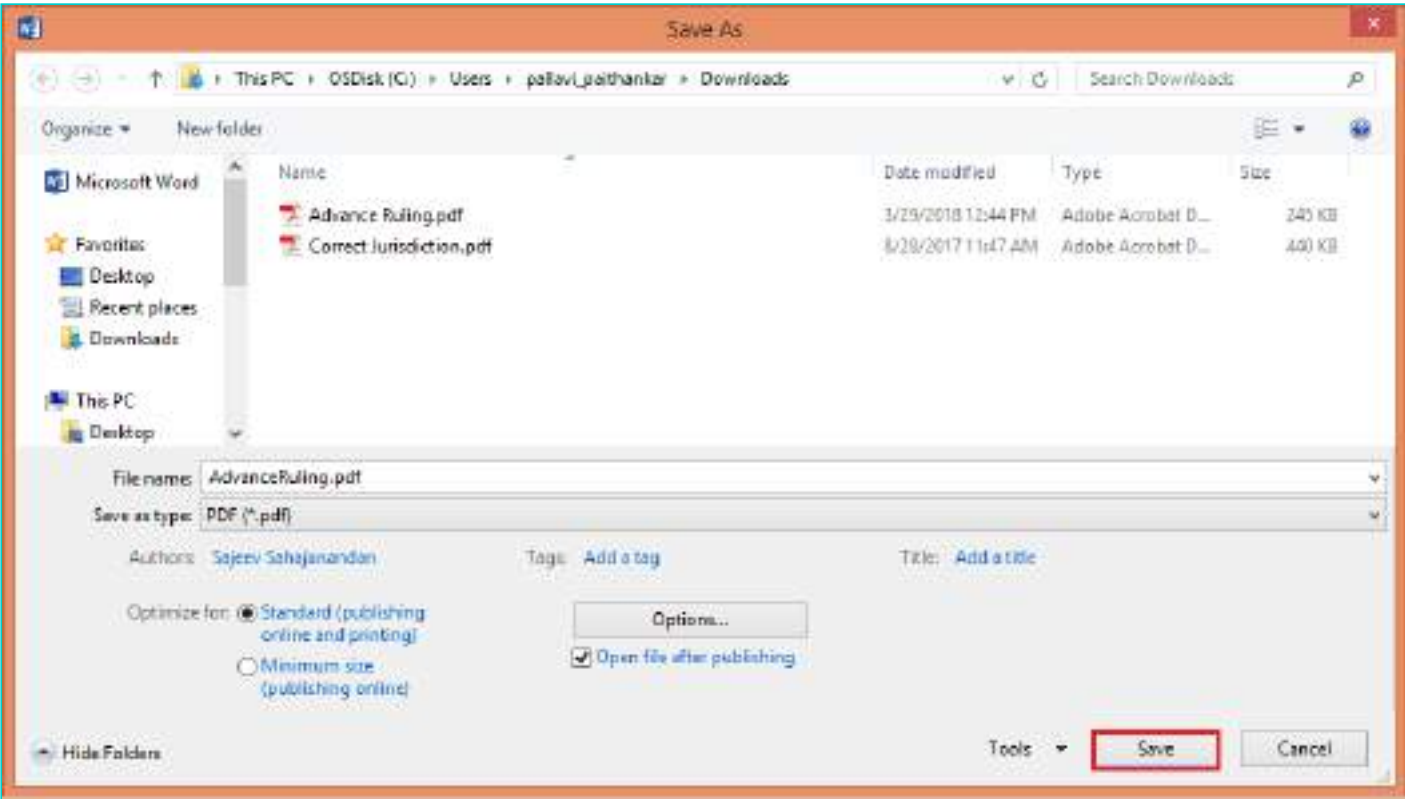 Save As
This PC ▸ OSDisk (C:) ▸ Users ▸ pallavi_paithankar ▸ Downloads
Search Downloads
Organize
New folder
Name
Date modified
Type
Size
Advance Ruling.pdf
3/29/2018 12:44 PM
Adobe Acrobat D...
245 KB
Correct Jurisdiction.pdf
11:47 AM
Adobe Acrobat D...
440 KB
Microsoft Word
Favorites
Desktop
Recent places
Downloads
This PC
Desktop
File name: AdvanceRuling.pdf
Save as type: PDF (*.pdf)
Authors: Sajeev Sahajanandan
Tags: Add a tag
Title: Add a title
Optimize for: Standard (publishing
online and printing)
Minimum size
(publishing online)
Options...
Open file after publishing
Hide Folders
Tools
Save
Cancel